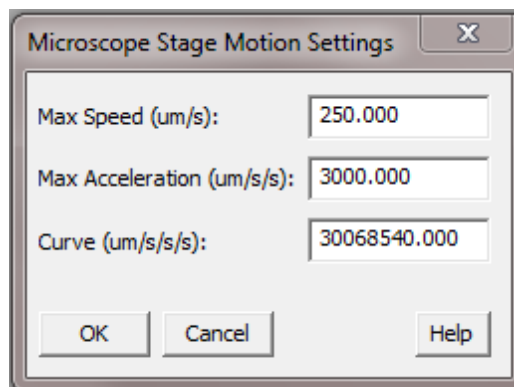 Microscope Stage Motion Settings
Max Speed (um/s): 250.000
Max Acceleration (um/s/s): 3000.000
Curve (um/s/s/s): 30068540.000
OK Cancel Help